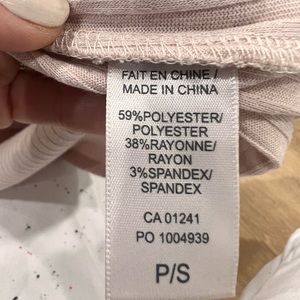 FAIT EN CHINE /
MADE IN CHINA
59%POLYESTER/
POLYESTER
38%RAYONNE/
RAYON
3%SPANDEX/
SPANDEX
CA 01241
PO 1004939
P/S